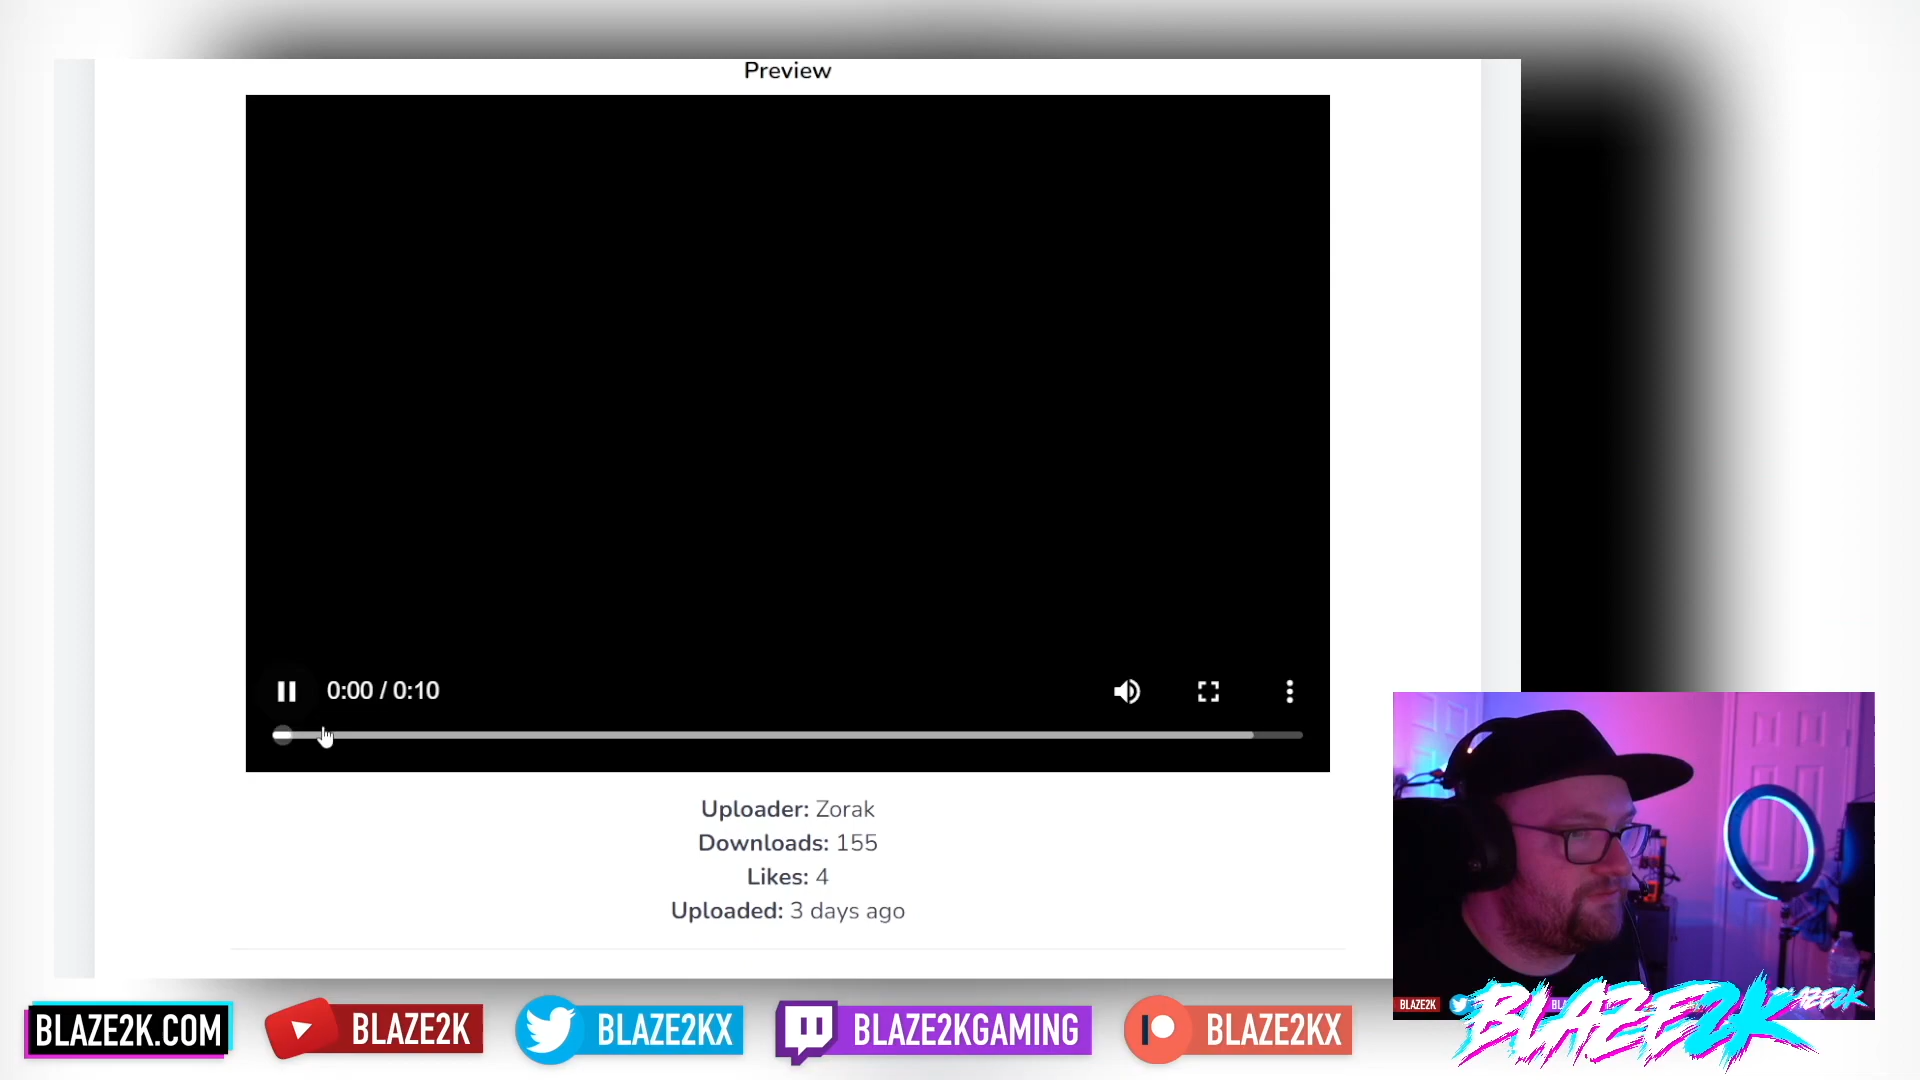 Preview
0:00 / 0:10
Uploader: Zorak
Downloads: 155
Likes: 4
Uploaded: 3 days ago
BLAZE2K
BLAZE2K
BLAZE2K.COM
BLAZE2K
BLAZE2KX
BLAZE2KGAMING
BLAZE2KX